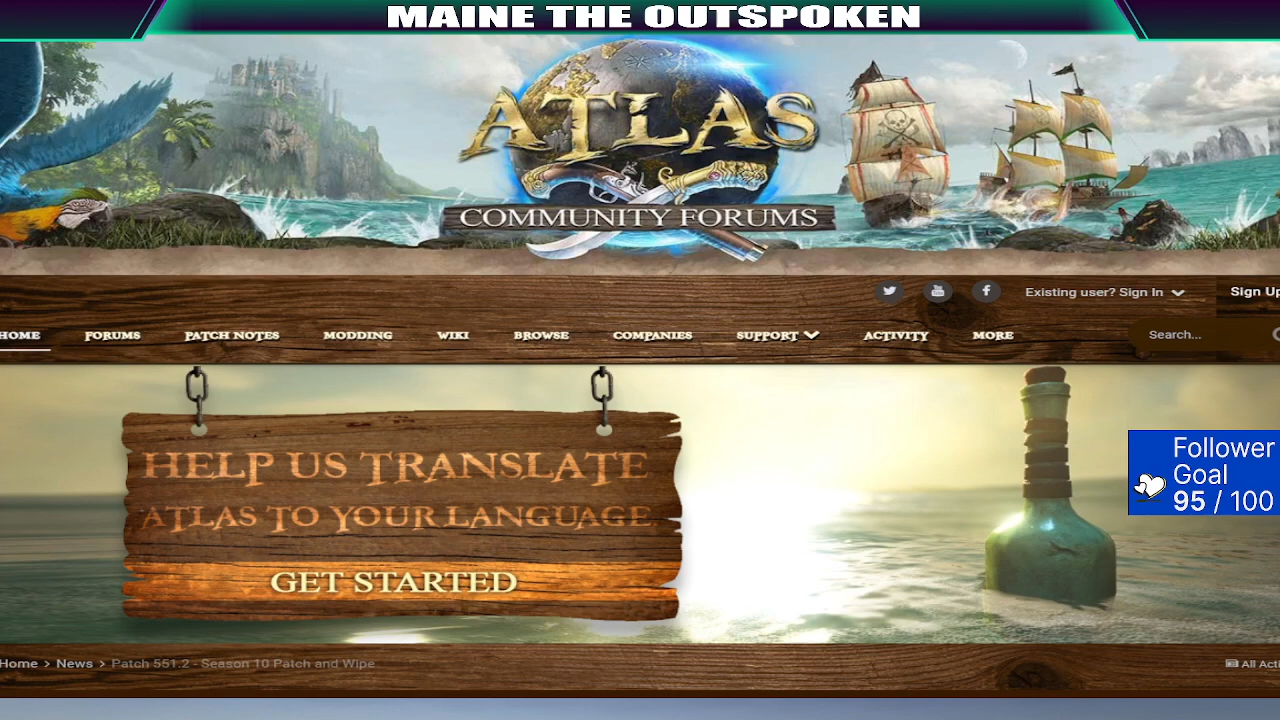 MAINE THE OUTSPOKEN
ATLAS
COMMUNITY FORUMS
Existing user? Sign In
Sign Up
HOME FORUMS PATCH NOTES MODDING WIKI BROWSE COMPANIES SUPPORT ACTIVITY MORE
Search...
HELP US TRANSLATE
ATLAS TO YOUR LANGUAGE
GET STARTED
Follower
Goal
95 / 100
Home > News > Patch 551.2 - Season 10 Patch and Wipe
All Acti